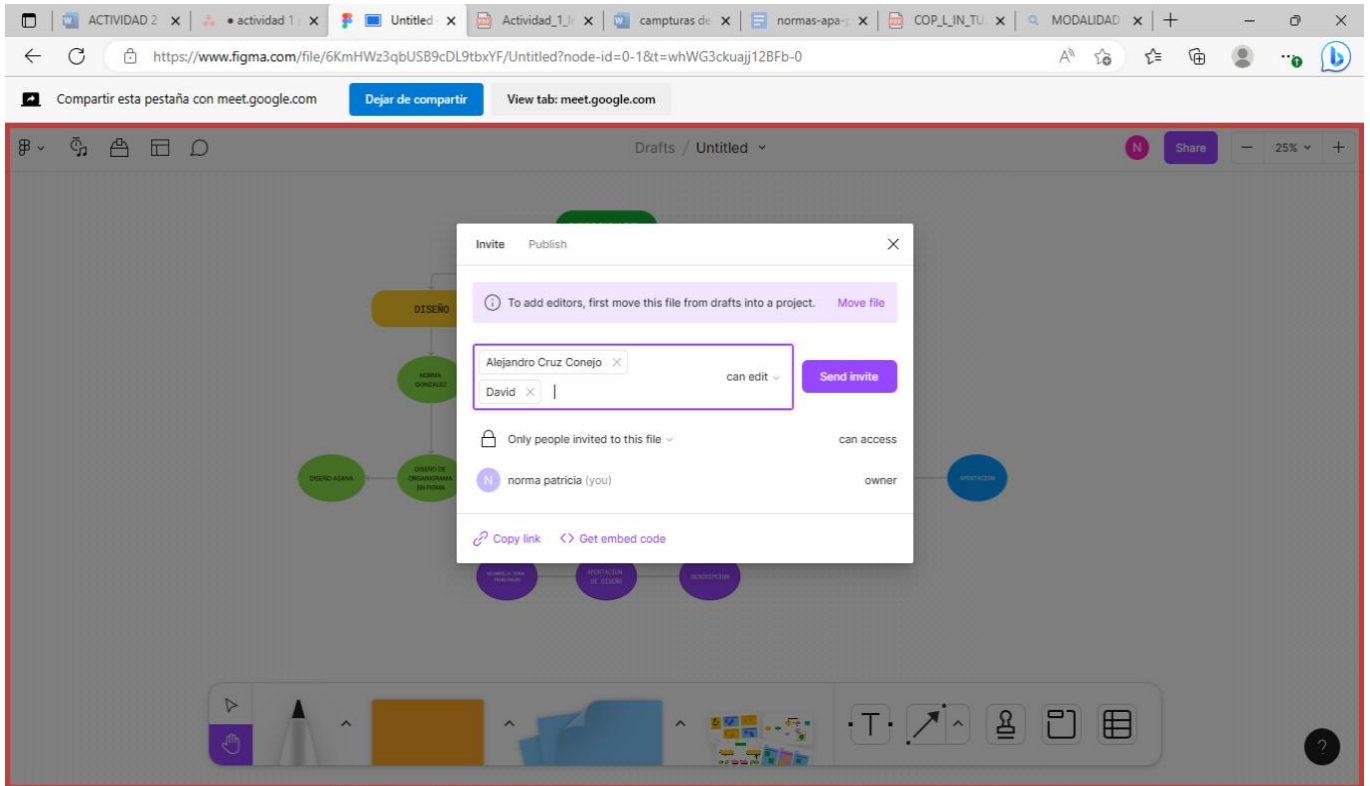 ACTIVIDAD 2
actividad 1
Untitled
Actividad_1_I
campturas de
normas-apa-
COP_L_IN_TU
MODALIDAD
https://www.figma.com/file/6KmHWz3qbUSB9cDL9tbxYF/Untitled?node-id=0-1&t=whWG3ckuajj12BFb-0
Compartir esta pestaña con meet.google.com
Dejar de compartir
View tab: meet.google.com
Drafts / Untitled
N
Share
25%
Invite
Publish
To add editors, first move this file from drafts into a project.
Move file
DISEÑO
Alejandro Cruz Conejo
David
can edit
Send invite
NORMA
GONZALEZ
Only people invited to this file
can access
DISEÑO ASANA
DISEÑO DE
ORGANIGRAMA
EN FIGMA
N
norma patricia (you)
owner
APORTACION
Copy link
Get embed code
APORTACION
DE DISEÑO
DESCRIPCION
T
?